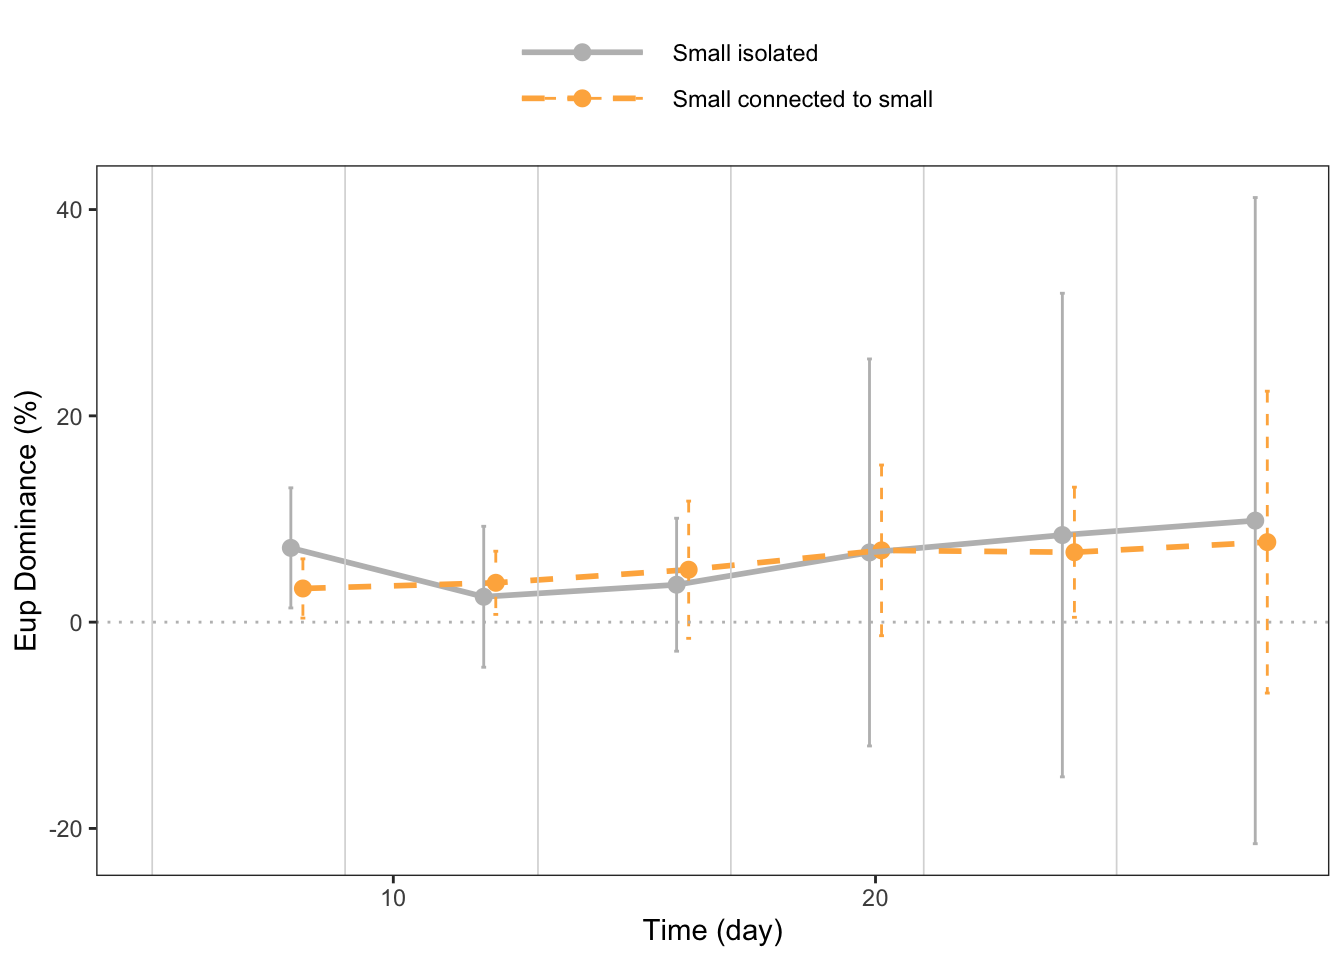 Small isolated
Small connected to small
40
20
0
-20
Eup Dominance (%)
10 20
Time (day)